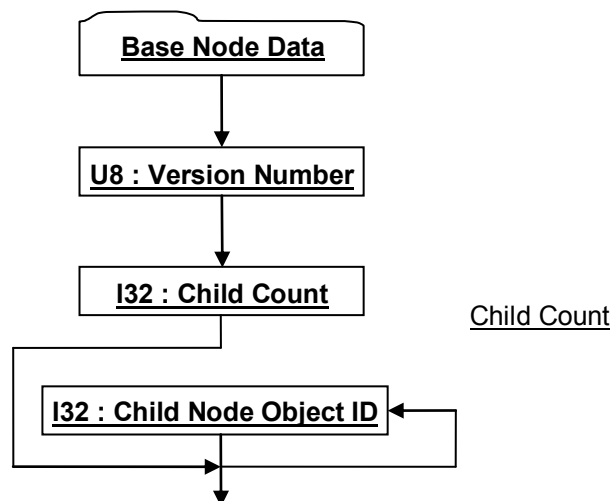 Base Node Data
U8 : Version Number
I32 : Child Count
Child Count
I32 : Child Node Object ID